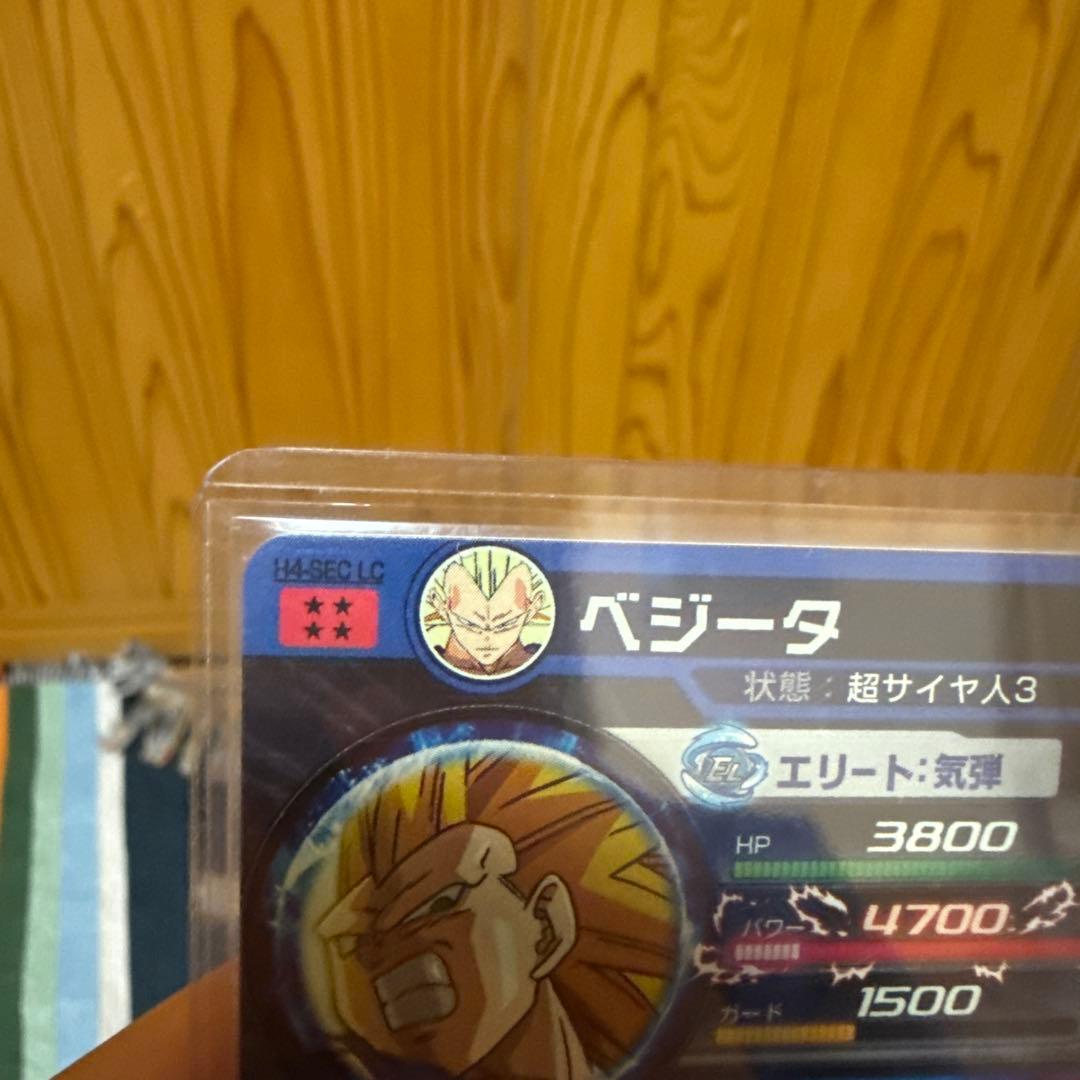 H4-SEC LC
★★
★★
ベジータ
状態：超サイヤ人3
EL エリート：気弾
HP 3800
パワー 4700
ガード 1500